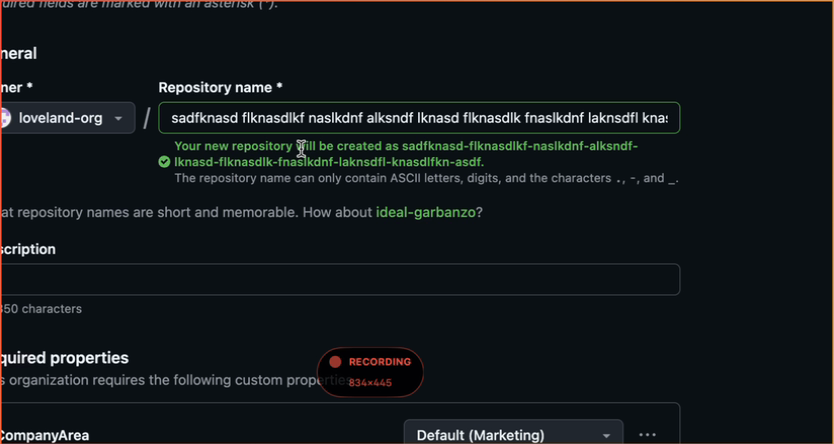 uired fields are marked with an asterisk (*).
neral
ner *
Repository name *
loveland-org
/
sadfknasd flknasdlkf naslkdnf alksndf lknasd flknasdlk fnaslkdnf laknsdfl knas
Your new repository will be created as sadfknasd-flknasdlkf-naslkdnf-alksndf-
lknasd-flknasdlk-fnaslkdnf-laknsdfl-knasdlfkn-asdf.
The repository name can only contain ASCII letters, digits, and the characters ., -, and _.
at repository names are short and memorable. How about ideal-garbanzo?
scription
350 characters
quired properties
s organization requires the following custom properties.
RECORDING
834×445
CompanyArea
Default (Marketing)